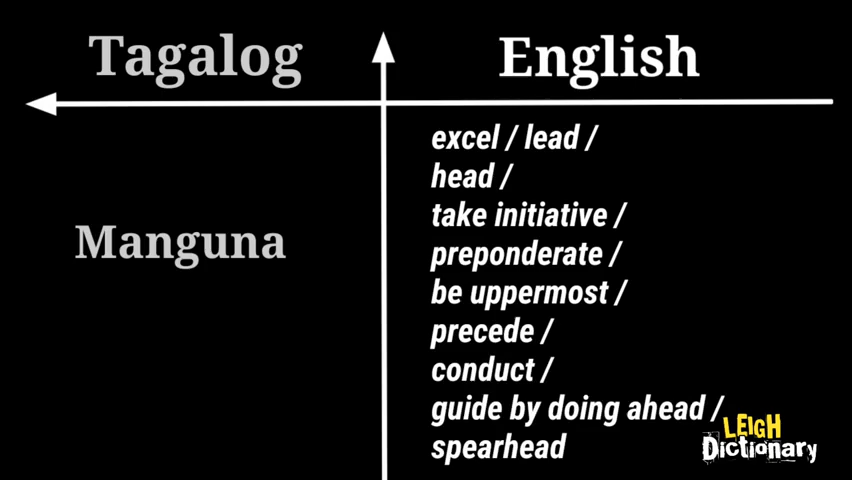 Tagalog
English
Manguna
excel / lead /
head /
take initiative /
preponderate /
be uppermost /
precede /
conduct /
guide by doing ahead /
spearhead
LEIGH
Dictionary